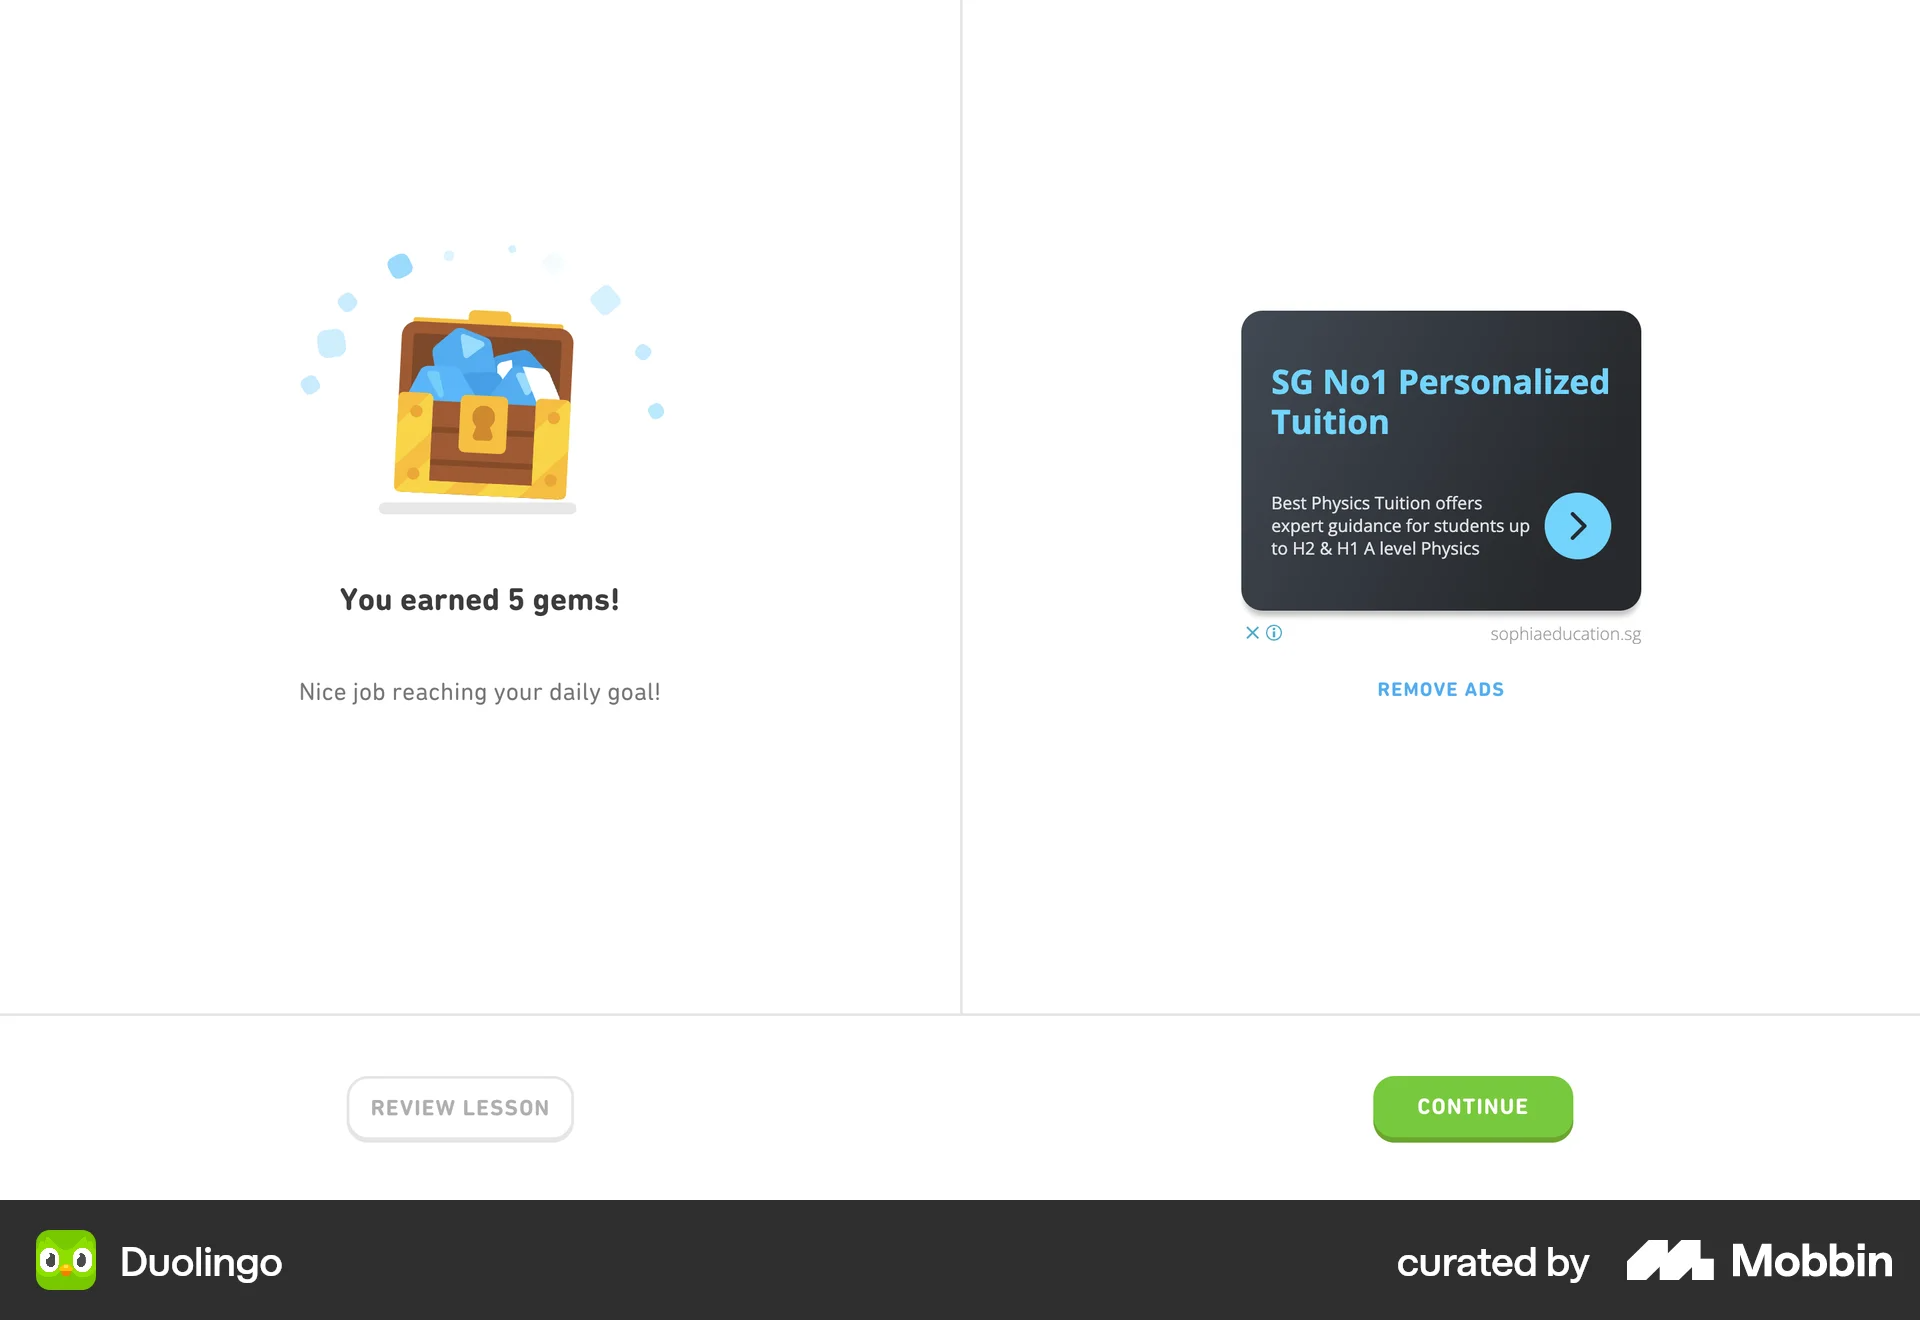 You earned 5 gems!
Nice job reaching your daily goal!
SG No1 Personalized
Tuition
Best Physics Tuition offers
expert guidance for students up
to H2 & H1 A level Physics
sophiaeducation.sg
REMOVE ADS
REVIEW LESSON
CONTINUE
Duolingo
curated by
Mobbin